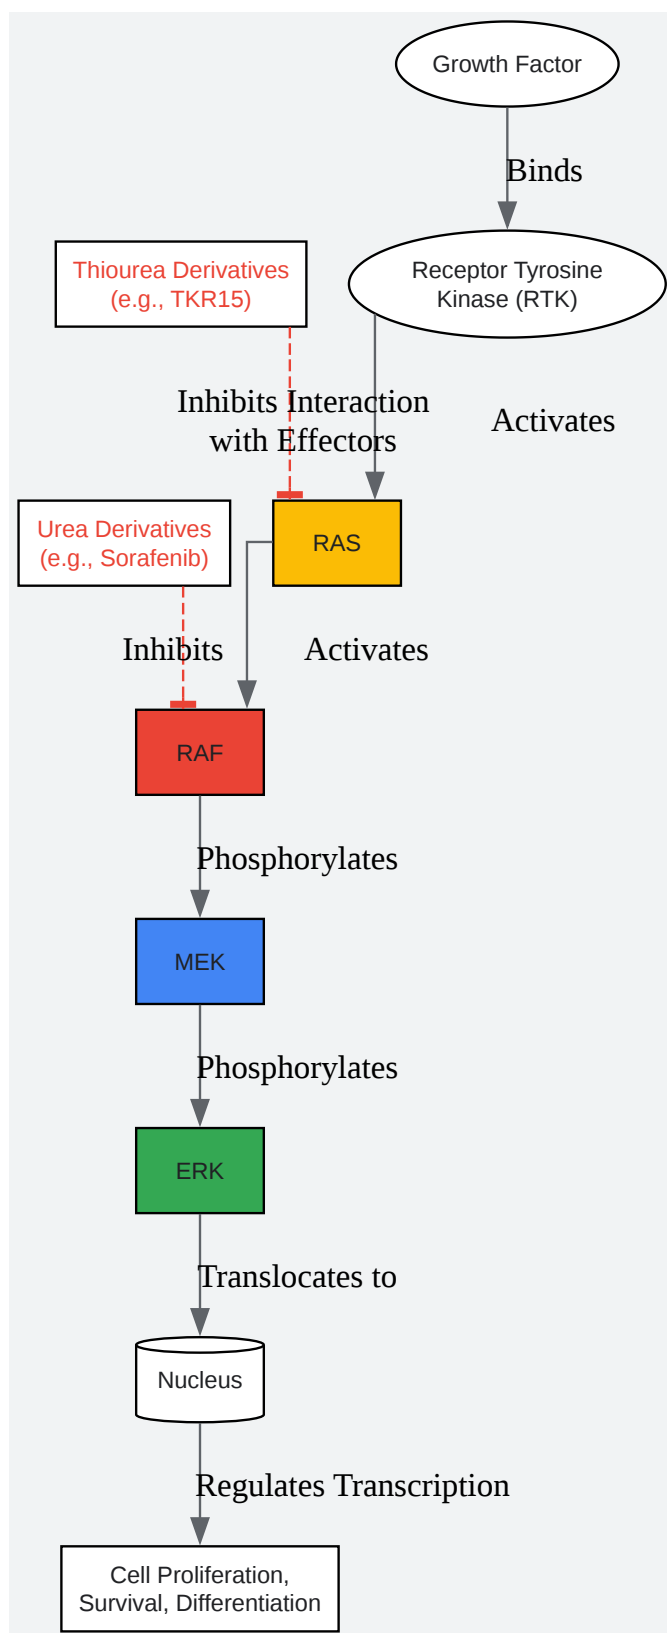 Growth Factor
Binds
Thiourea Derivatives
(e.g., TKR15)
Receptor Tyrosine
Kinase (RTK)
Inhibits Interaction
with Effectors
Activates
Urea Derivatives
(e.g., Sorafenib)
RAS
Inhibits
Activates
RAF
Phosphorylates
MEK
Phosphorylates
ERK
Translocates to
Nucleus
Regulates Transcription
Cell Proliferation,
Survival, Differentiation